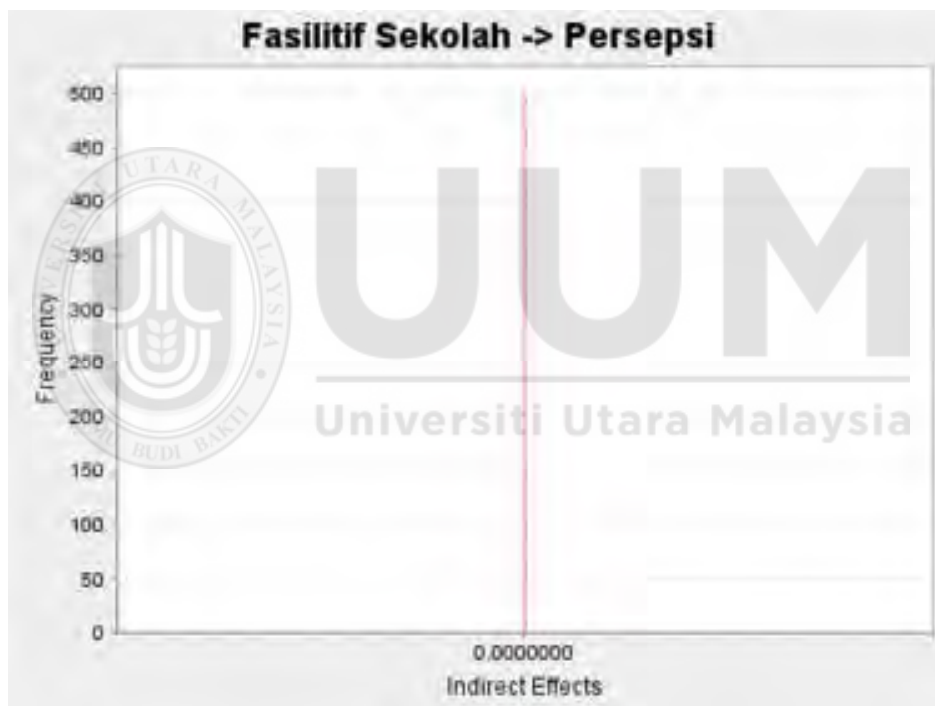 Fasilitif Sekolah -> Persepsi
500
450
400
350
300
250
200
150
100
50
0
Frequency
0.0000000
Indirect Effects
UNIVERSITI UTARA MALAYSIA
BUDI BAKTI
UUM
Universiti Utara Malaysia